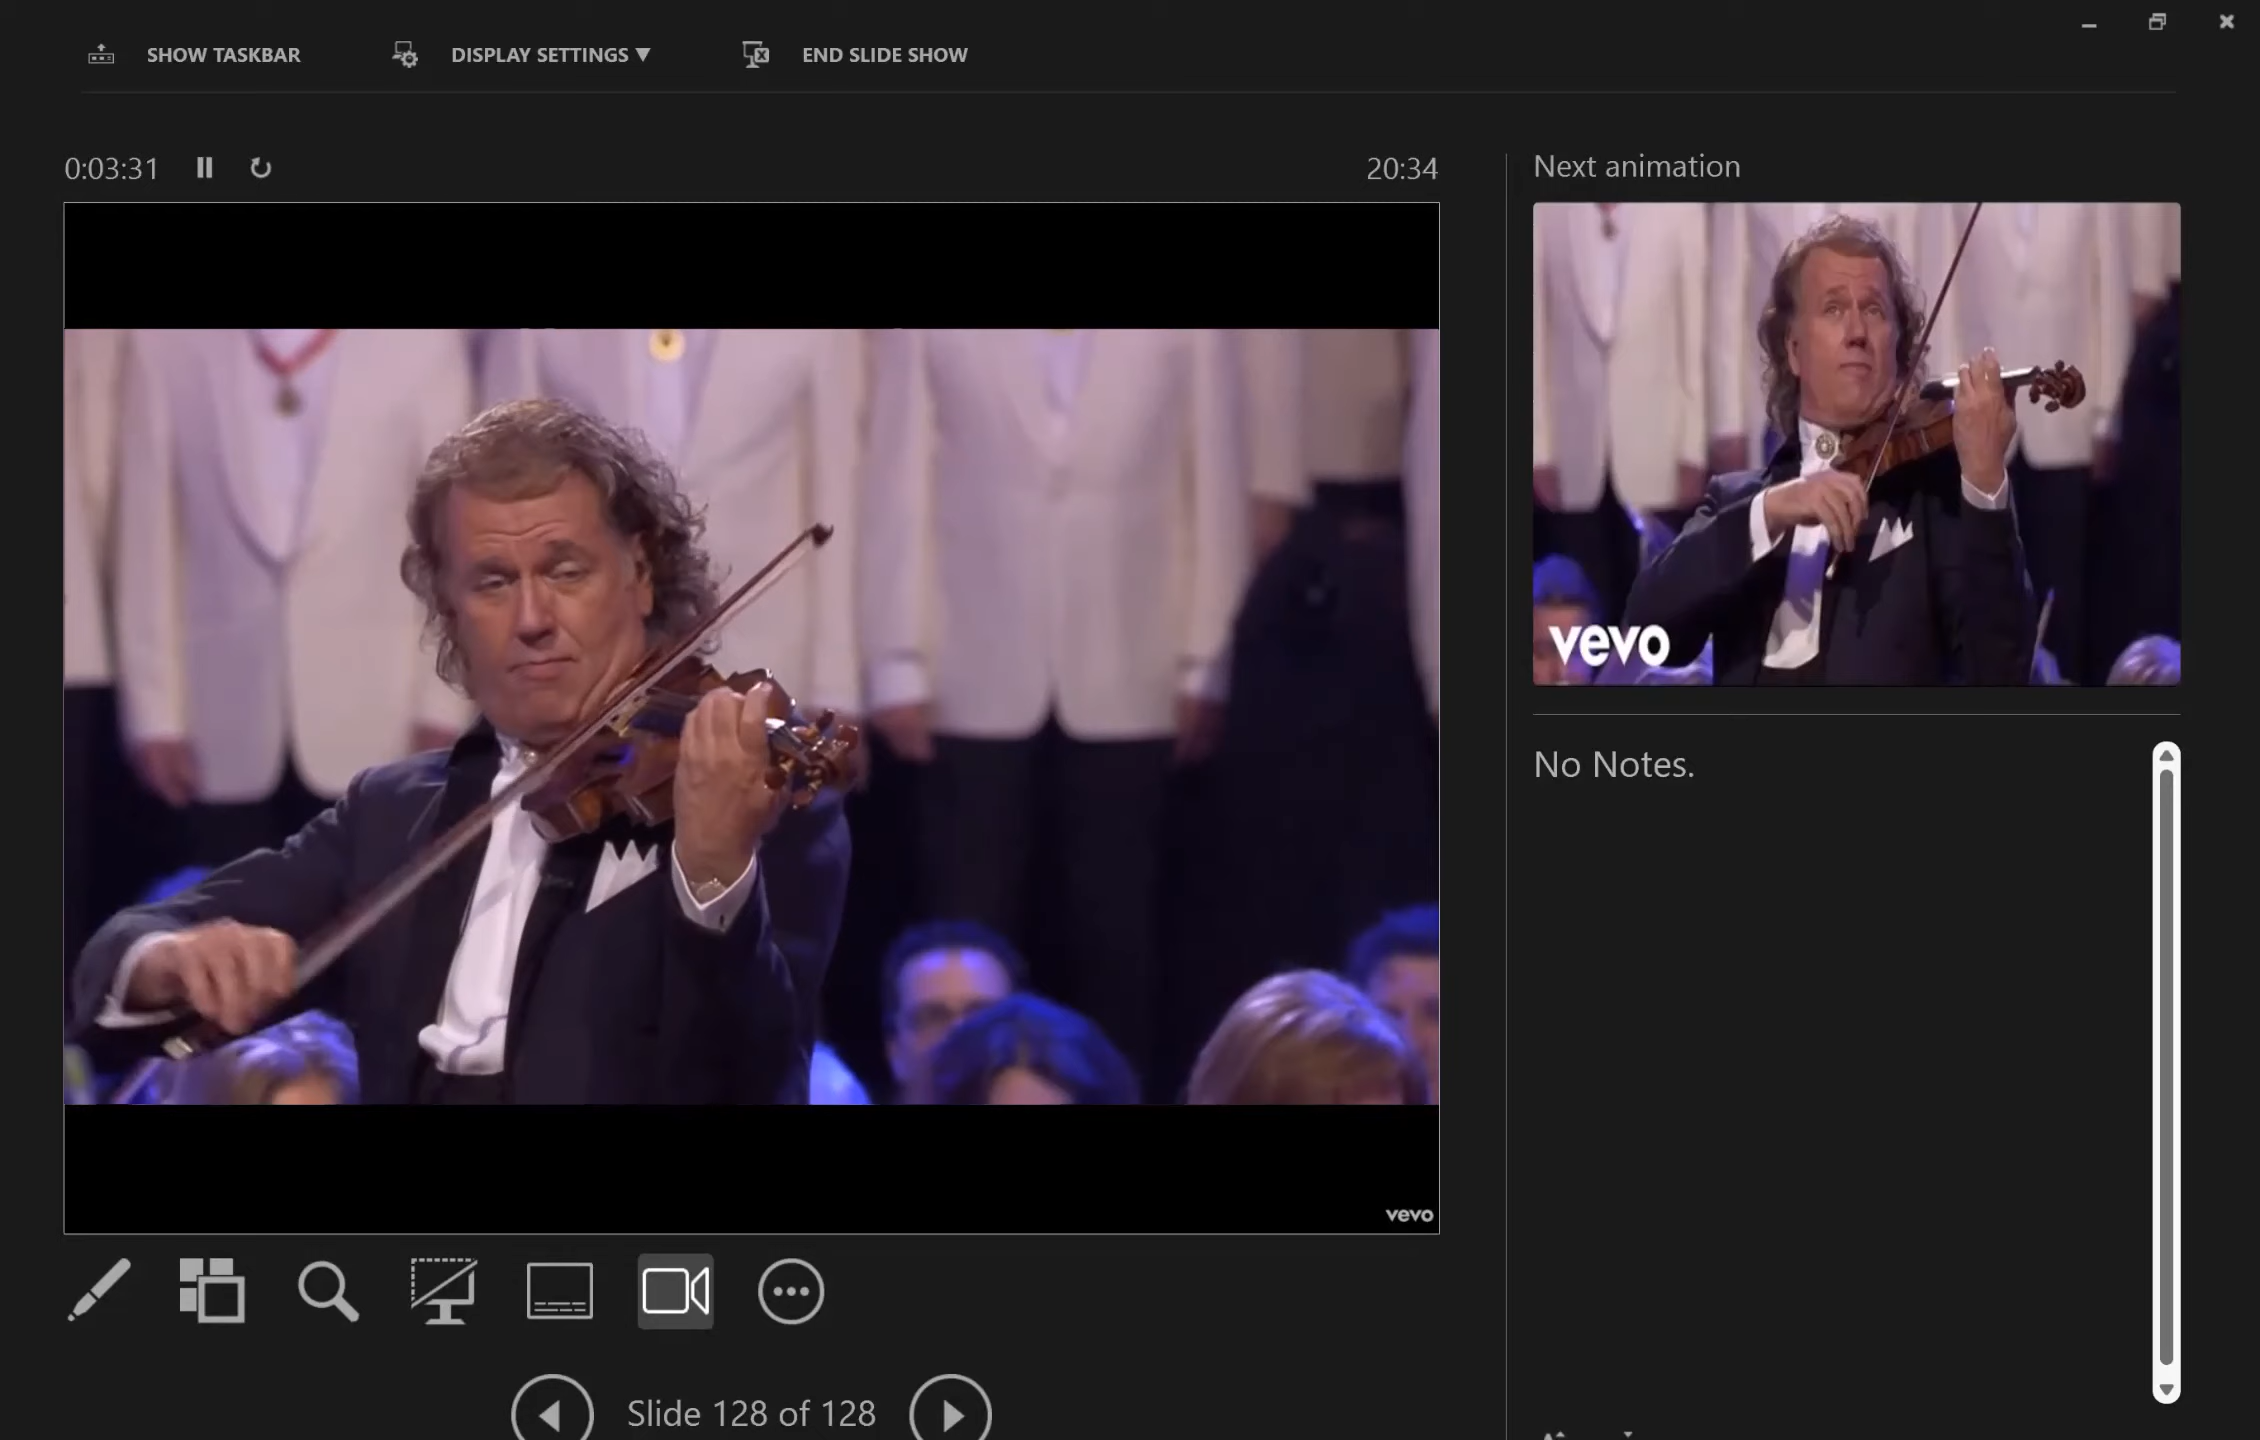 SHOW TASKBAR
DISPLAY SETTINGS ▼
END SLIDE SHOW
0:03:31
20:34
Next animation
vevo
No Notes.
vevo
Slide 128 of 128